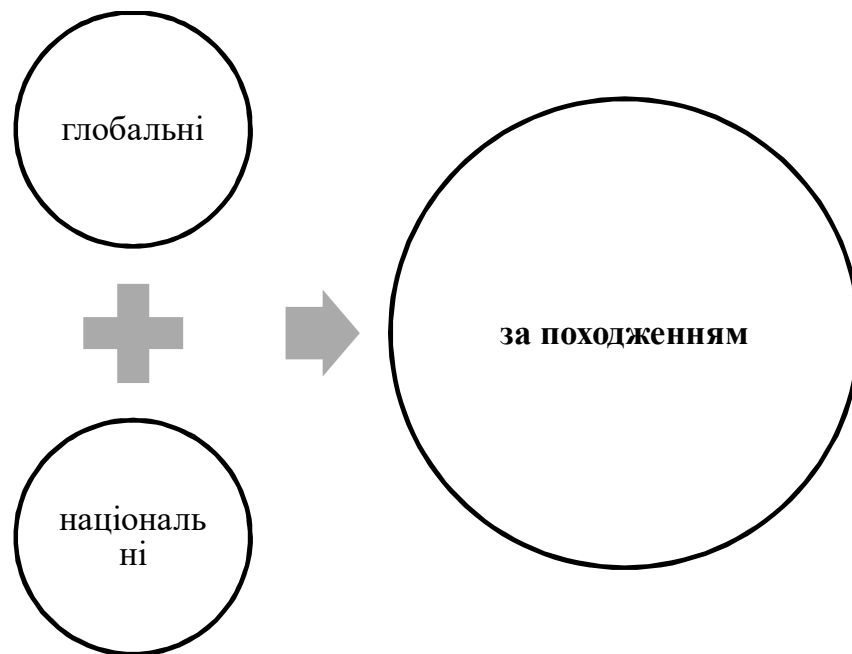 глобальні
за походженням
національ
ні